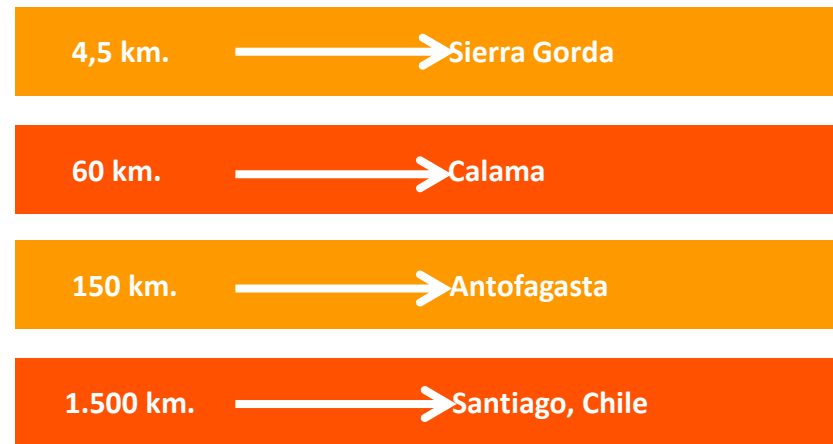 4,5 km. Sierra Gorda
60 km. Calama
150 km. Antofagasta
1.500 km. Santiago, Chile